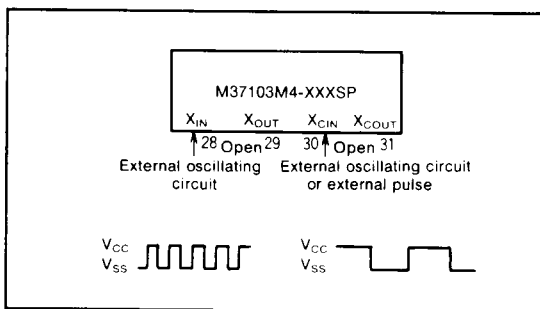 M37103M4-XXXSP
XIN XOUT XCIN XCOUT
28 Open 29 30 Open 31
External oscillating circuit
External oscillating circuit or external pulse
VCC
VSS
VCC
VSS